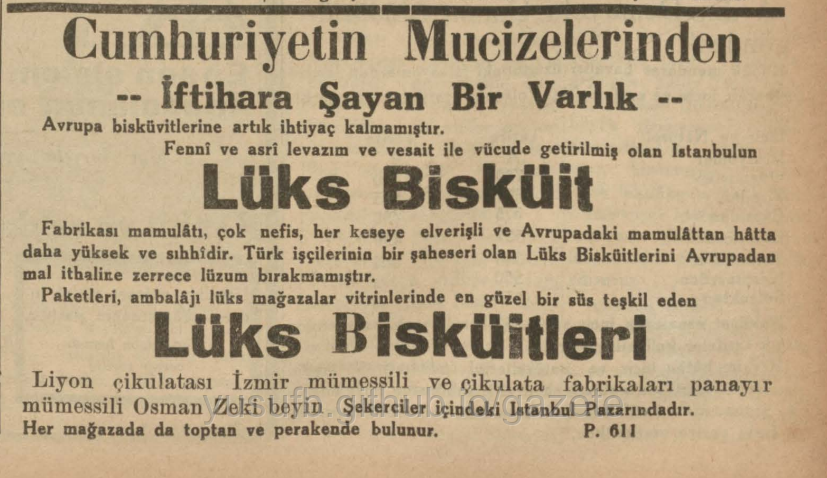 Cumhuriyetin Mucizelerinden
-- İftihara Şayan Bir Varlık --
Avrupa bisküvitlerine artık ihtiyaç kalmamıştır.
Fennî ve asrî levazım ve vesait ile vücude getirilmiş olan Istanbulun
Lüks Bisküit
Fabrikası mamulâtı, çok nefis, her keseye elverişli ve Avrupadaki mamulâttan hâtta
daha yüksek ve sıhhîdir. Türk işçilerinin bir şaheseri olan Lüks Bisküitlerini Avrupadan
mal ithaline zerrece lüzum bırakmamıştır.
Paketleri, ambalâjı lüks mağazalar vitrinlerinde en güzel bir süs teşkil eden
Lüks Bisküitleri
Liyon çikulatası İzmir mümessili ve çikulata fabrikaları panayır
mümessili Osman Zeki beyin Şekerciler içindeki Istanbul Pazarındadır.
yusufb.github.io/gazete
Her mağazada da toptan ve perakende bulunur. P. 611